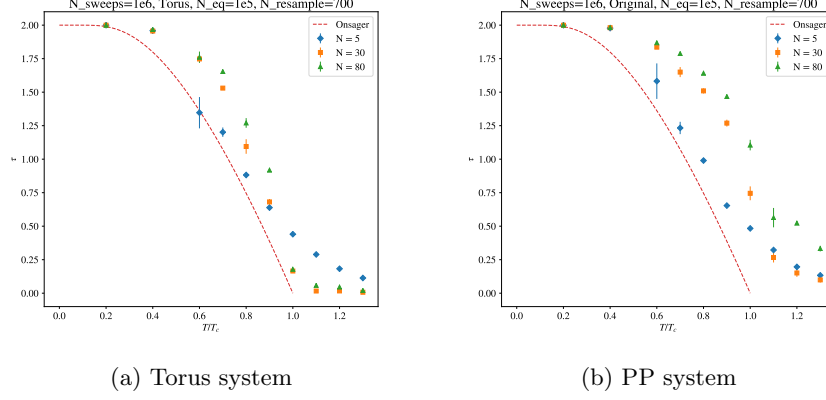 N_sweeps=1e6, Torus, N_eq=1e5, N_resample=700
2.00
1.75
1.50
1.25
1.00
0.75
0.50
0.25
0.00
τ
0.0 0.2 0.4 0.6 0.8 1.0 1.2
T/Tc
Onsager
N = 5
N = 30
N = 80
(a) Torus system
N_sweeps=1e6, Original, N_eq=1e5, N_resample=700
2.00
1.75
1.50
1.25
1.00
0.75
0.50
0.25
0.00
τ
0.0 0.2 0.4 0.6 0.8 1.0 1.2
T/Tc
Onsager
N = 5
N = 30
N = 80
(b) PP system